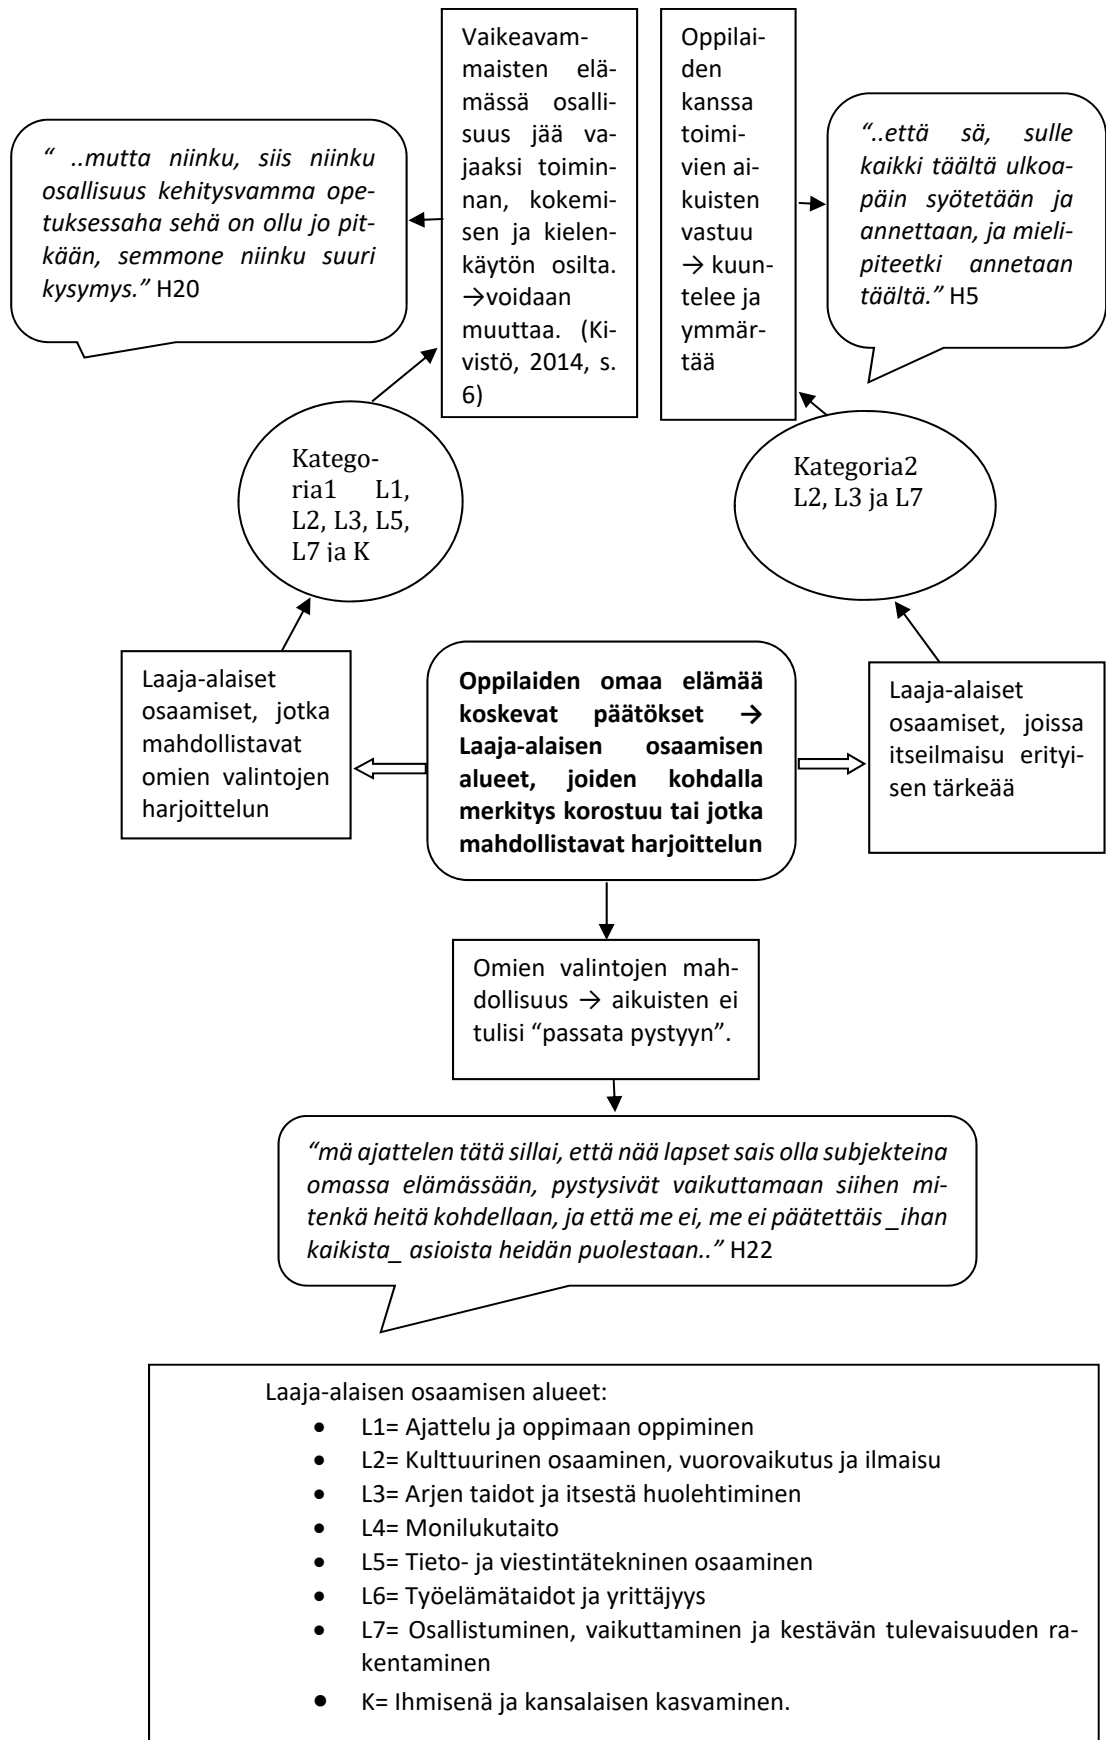 Vaikeavam-
maisten elä-
mässä osalli-
suus jää va-
jaaksi toimin-
nan, kokemi-
sen ja kielen-
käytön osilta.
→voidaan
muuttaa. (Ki-
vistö, 2014, s.
6)
Oppilai-
den
kanssa
toimi-
vien ai-
kuisten
vastuu
→ kuun-
telee ja
ymmär-
tää
“ ..mutta niinku, siis niinku
osallisuus kehitysvamma ope-
tuksessaha sehä on ollu jo pit-
kään, semmone niinku suuri
kysymys.” H20
“..että sä, sulle
kaikki täältä ulkoa-
päin syötetään ja
annettaan, ja mieli-
piteetki annetaan
täältä.” H5
Katego-
ria1 L1,
L2, L3, L5,
L7 ja K
Kategoria2
L2, L3 ja L7
Laaja-alaiset
osaamiset, jotka
mahdollistavat
omien valintojen
harjoittelun
Oppilaiden omaa elämää
koskevat päätökset →
Laaja-alaisen osaamisen
alueet, joiden kohdalla
merkitys korostuu tai jotka
mahdollistavat harjoittelun
Laaja-alaiset
osaamiset, joissa
itseilmaisu erityi-
sen tärkeää
Omien valintojen mah-
dollisuus → aikuisten ei
tulisi “passata pystyyn”.
“mä ajattelen tätä sillai, että nää lapset sais olla subjekteina
omassa elämässään, pystysivät vaikuttamaan siihen mi-
tenkä heitä kohdellaan, ja että me ei, me ei päätettäis _ihan
kaikista_ asioista heidän puolestaan..” H22
Laaja-alaisen osaamisen alueet:
• L1= Ajattelu ja oppimaan oppiminen
• L2= Kulttuurinen osaaminen, vuorovaikutus ja ilmaisu
• L3= Arjen taidot ja itsestä huolehtiminen
• L4= Monilukutaito
• L5= Tieto- ja viestintätekninen osaaminen
• L6= Työelämätaidot ja yrittäjyys
• L7= Osallistuminen, vaikuttaminen ja kestävän tulevaisuuden ra-
kentaminen
• K= Ihmisenä ja kansalaisen kasvaminen.